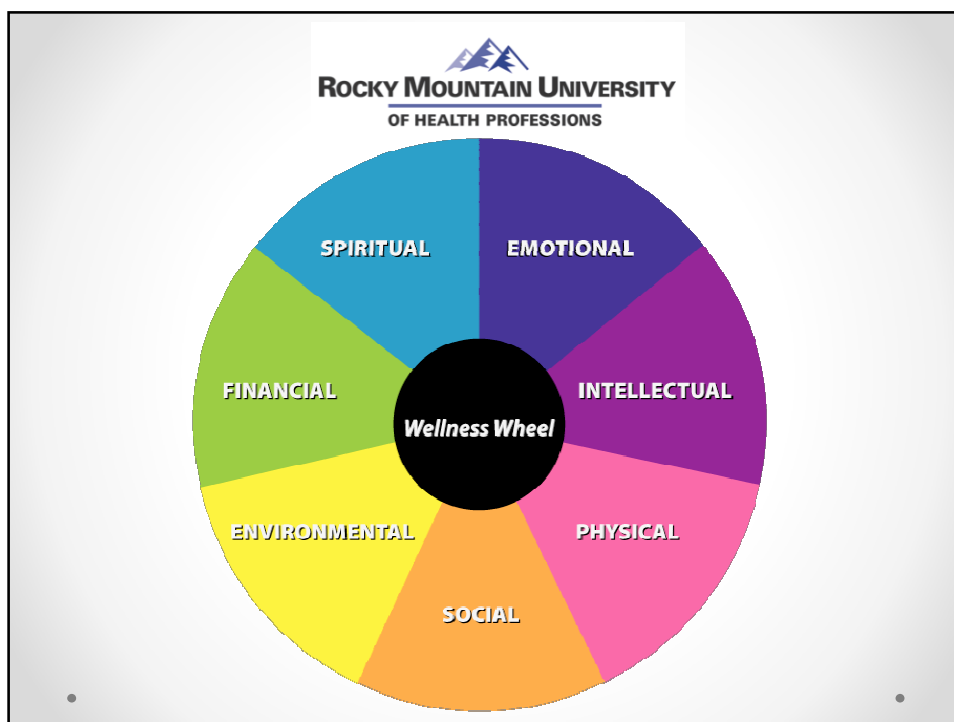 ROCKY MOUNTAIN UNIVERSITY
OF HEALTH PROFESSIONS
SPIRITUAL
EMOTIONAL
FINANCIAL
INTELLECTUAL
Wellness Wheel
ENVIRONMENTAL
PHYSICAL
SOCIAL